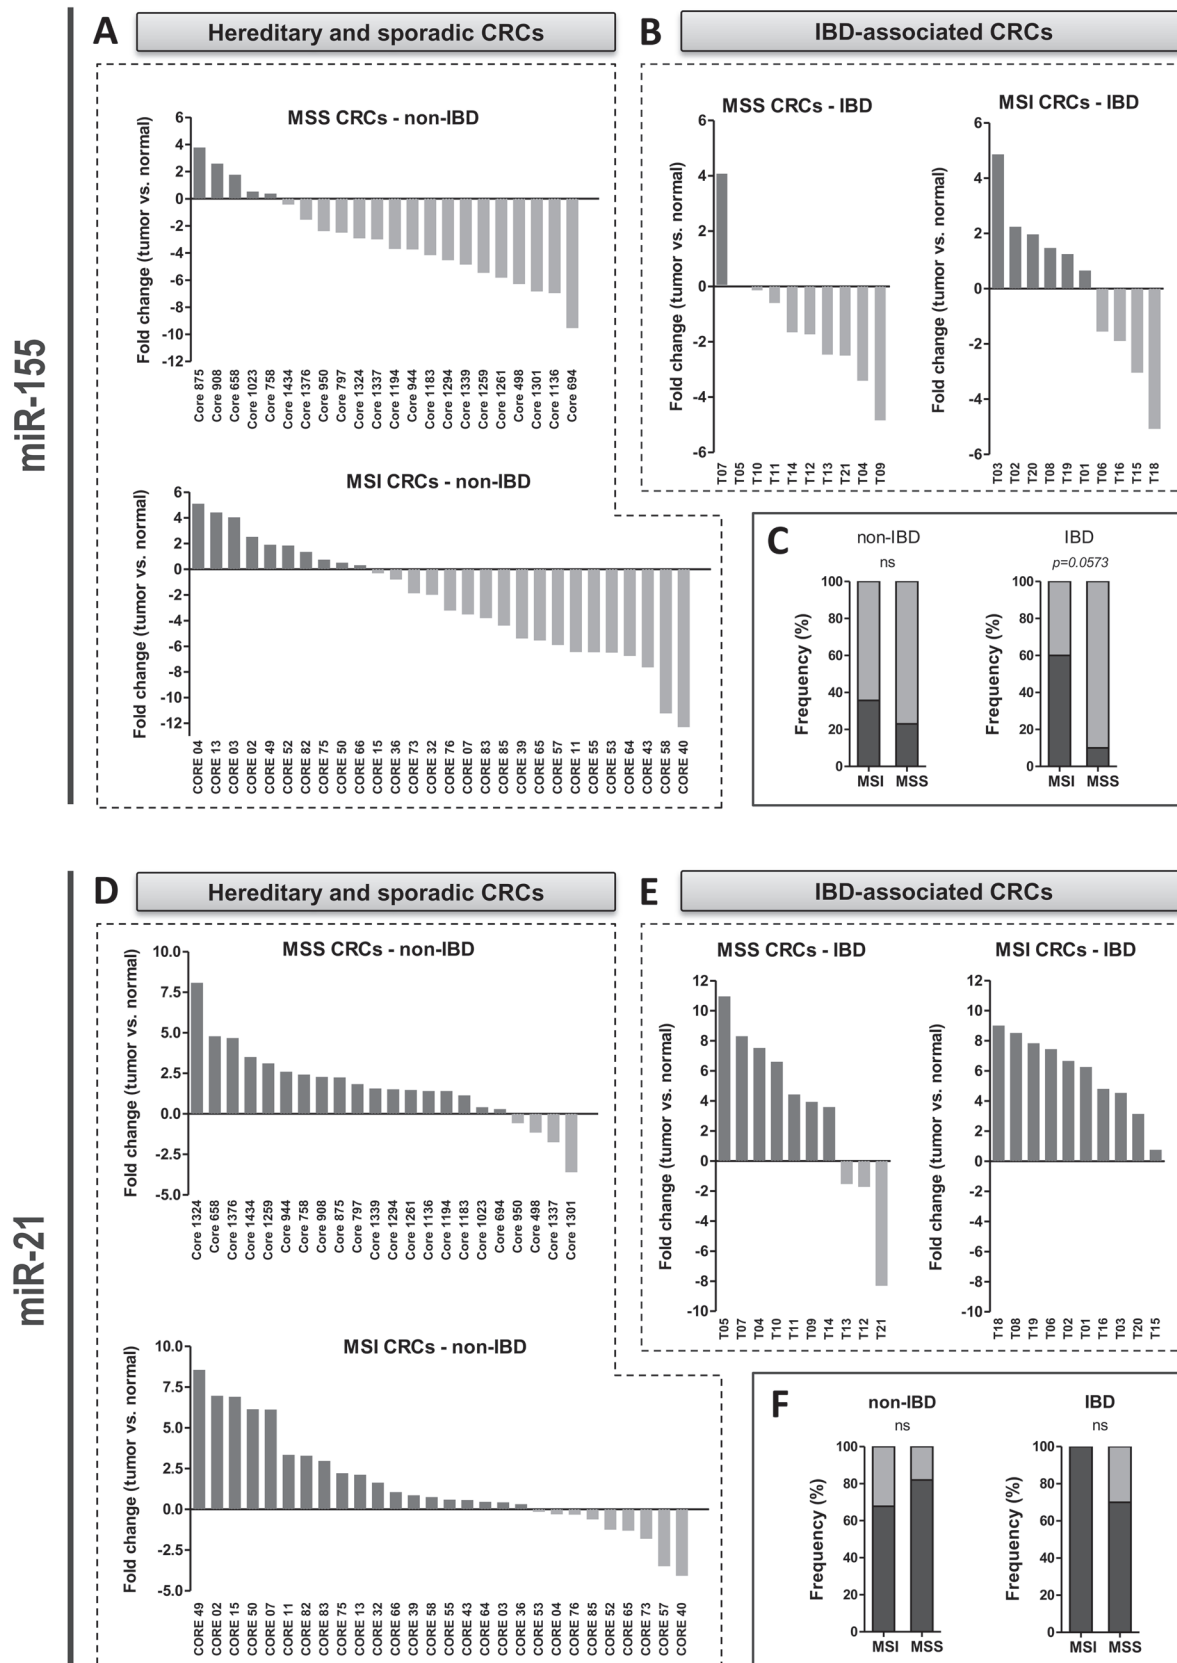 miR-155
A
Hereditary and sporadic CRCs
MSS CRCs - non-IBD
Fold change (tumor vs. normal)
6
4
2
0
-2
-4
-6
-8
-10
-12
Core 875
Core 908
Core 658
Core 1023
Core 758
Core 1434
Core 1376
Core 950
Core 797
Core 1324
Core 1337
Core 1194
Core 944
Core 1183
Core 1294
Core 1339
Core 1259
Core 1261
Core 498
Core 1301
Core 1136
Core 694
MSI CRCs - non-IBD
Fold change (tumor vs. normal)
6
4
2
0
-2
-4
-6
-8
-10
-12
CORE 04
CORE 13
CORE 03
CORE 02
CORE 49
CORE 52
CORE 82
CORE 75
CORE 50
CORE 66
CORE 15
CORE 36
CORE 73
CORE 32
CORE 76
CORE 07
CORE 83
CORE 85
CORE 39
CORE 65
CORE 57
CORE 11
CORE 55
CORE 53
CORE 64
CORE 43
CORE 58
CORE 40
B
IBD-associated CRCs
MSS CRCs - IBD
Fold change (tumor vs. normal)
6
4
2
0
-2
-4
-6
T07
T05
T10
T11
T14
T12
T13
T21
T04
T09
MSI CRCs - IBD
Fold change (tumor vs. normal)
6
4
2
0
-2
-4
-6
T03
T02
T20
T08
T19
T01
T06
T16
T15
T18
C
non-IBD
ns
Frequency (%)
100
80
60
40
20
0
MSI MSS
IBD
p=0.0573
Frequency (%)
100
80
60
40
20
0
MSI MSS
miR-21
D
Hereditary and sporadic CRCs
MSS CRCs - non-IBD
Fold change (tumor vs. normal)
10.0
7.5
5.0
2.5
0.0
-2.5
-5.0
Core 1324
Core 658
Core 1376
Core 1434
Core 1259
Core 944
Core 758
Core 908
Core 875
Core 797
Core 1339
Core 1294
Core 1261
Core 1136
Core 1194
Core 1183
Core 1023
Core 694
Core 950
Core 498
Core 1337
Core 1301
MSI CRCs - non-IBD
Fold change (tumor vs. normal)
10.0
7.5
5.0
2.5
0.0
-2.5
-5.0
CORE 49
CORE 02
CORE 15
CORE 50
CORE 07
CORE 11
CORE 82
CORE 83
CORE 75
CORE 13
CORE 32
CORE 66
CORE 39
CORE 58
CORE 55
CORE 43
CORE 64
CORE 03
CORE 36
CORE 53
CORE 04
CORE 76
CORE 85
CORE 52
CORE 65
CORE 73
CORE 57
CORE 40
E
IBD-associated CRCs
MSS CRCs - IBD
Fold change (tumor vs. normal)
12
10
8
6
4
2
0
-2
-4
-6
-8
-10
T05
T07
T04
T10
T11
T09
T14
T13
T12
T21
MSI CRCs - IBD
Fold change (tumor vs. normal)
12
10
8
6
4
2
0
-2
-4
-6
-8
-10
T18
T08
T19
T06
T02
T01
T16
T03
T20
T15
F
non-IBD
ns
Frequency (%)
100
80
60
40
20
0
MSI MSS
IBD
ns
Frequency (%)
100
80
60
40
20
0
MSI MSS